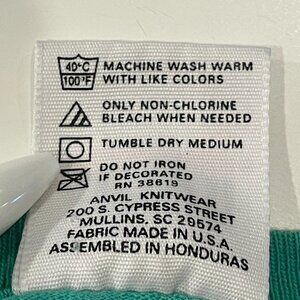 40°C
100°F
MACHINE WASH WARM
WITH LIKE COLORS
ONLY NON-CHLORINE
BLEACH WHEN NEEDED
TUMBLE DRY MEDIUM
DO NOT IRON
IF DECORATED
RN 38619
ANVIL KNITWEAR
200 S. CYPRESS STREET
MULLINS, SC 29574
FABRIC MADE IN U.S.A.
ASSEMBLED IN HONDURAS